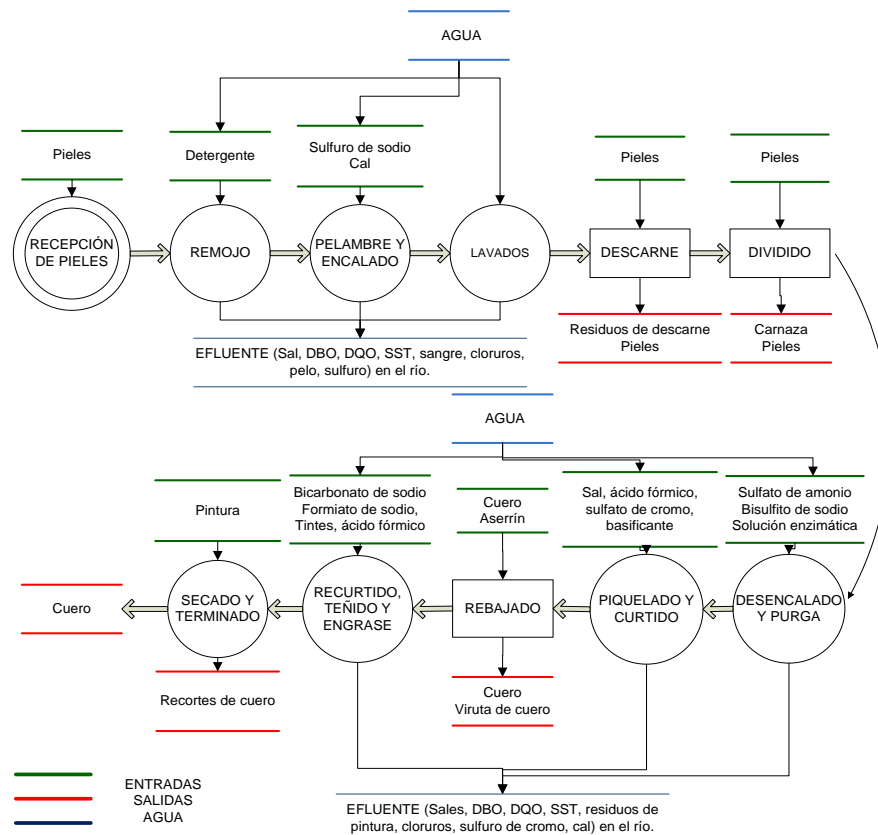 AGUA
Pieles
Detergente
Sulfuro de sodio
Cal
Pieles
Pieles
RECEPCIÓN
DE PIELES
REMOJO
PELAMBRE Y
ENCALADO
LAVADOS
DESCARNE
DIVIDIDO
EFLUENTE (Sal, DBO, DQO, SST, sangre, cloruros,
pelo, sulfuro) en el río.
Residuos de descarne
Pieles
Carnaza
Pieles
AGUA
Pintura
Bicarbonato de sodio
Formiato de sodio,
Tintes, ácido fórmico
Cuero
Aserrín
Sal, ácido fórmico,
sulfato de cromo,
basificante
Sulfato de amonio
Bisulfito de sodio
Solución enzimática
Cuero
SECADO Y
TERMINADO
RECURTIDO,
TEÑIDO Y
ENGRASE
REBAJADO
PIQUELADO Y
CURTIDO
DESENCALADO
Y PURGA
Recortes de cuero
Cuero
Viruta de cuero
ENTRADAS
SALIDAS
AGUA
EFLUENTE (Sales, DBO, DQO, SST, residuos de
pintura, cloruros, sulfuro de cromo, cal) en el río.